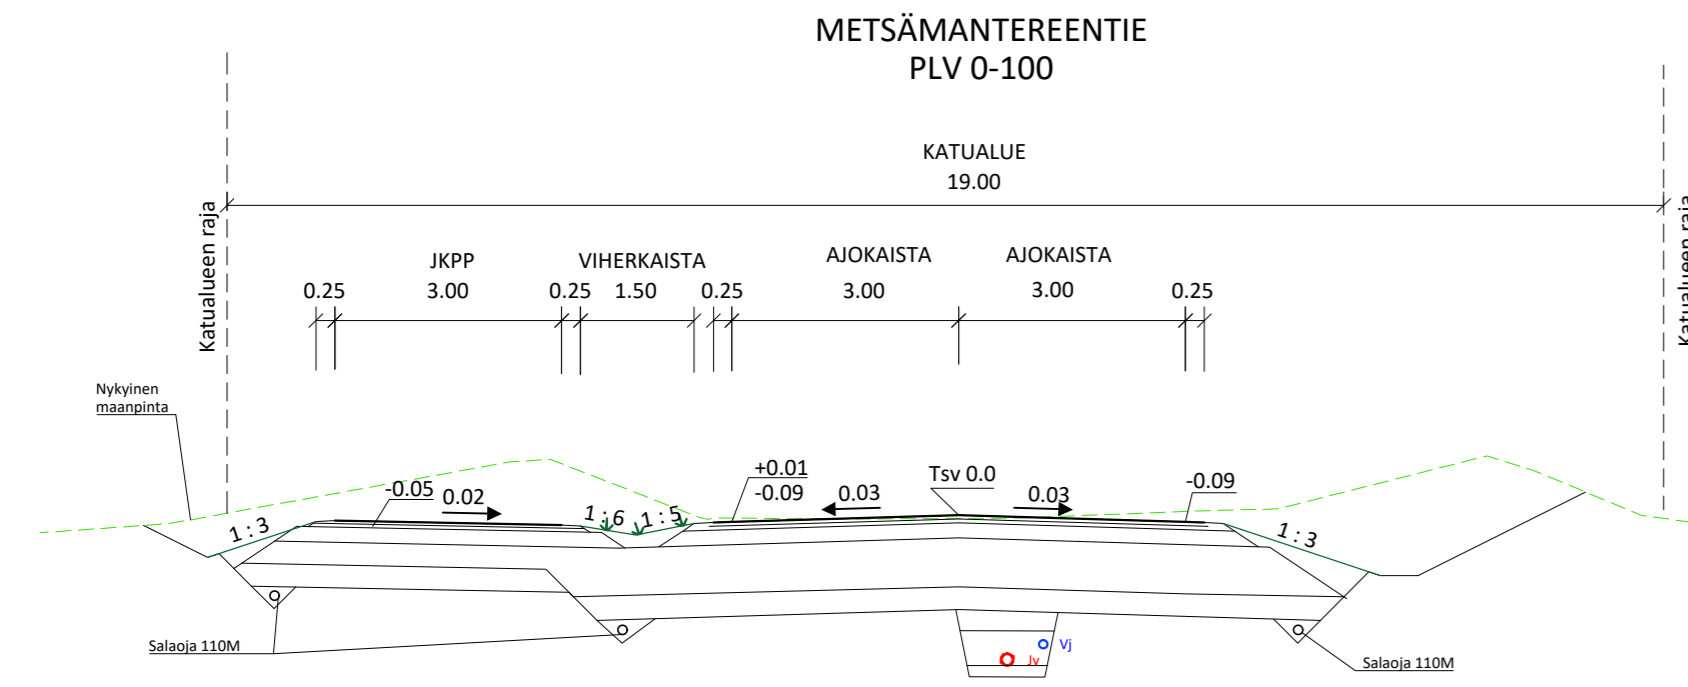 METSÄMANTEREENTIE
PLV 0-100
KATUALUE
19.00
Katualueen raja
Katualueen raja
JKPP
VIHERKAISTA
AJOKAISTA
AJOKAISTA
0.25
3.00
0.25
1.50
0.25
3.00
3.00
0.25
Nykyinen
maanpinta
1:3
-0.05
0.02
1:6
1:5
+0.01
-0.09
0.03
Tsv 0.0
0.03
-0.09
1:3
Salaoja 110M
Jv
Vj
Salaoja 110M